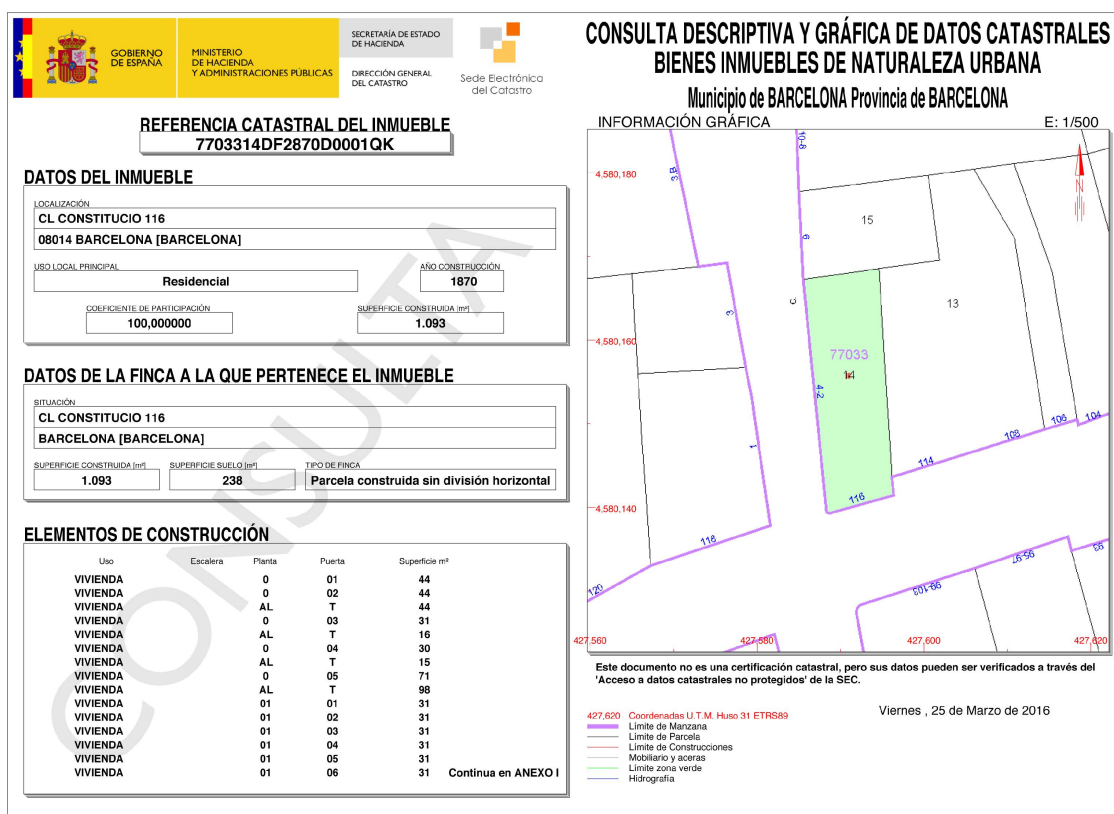 GOBIERNO
DE ESPAÑA
MINISTERIO
DE HACIENDA
Y ADMINISTRACIONES PÚBLICAS
SECRETARÍA DE ESTADO
DE HACIENDA
DIRECCIÓN GENERAL
DEL CATASTRO
Sede Electrónica
del Catastro
REFERENCIA CATASTRAL DEL INMUEBLE
7703314DF2870D0001QK
DATOS DEL INMUEBLE
LOCALIZACIÓN
CL CONSTITUCIO 116
08014 BARCELONA [BARCELONA]
USO LOCAL PRINCIPAL
Residencial
AÑO CONSTRUCCIÓN
1870
COEFICIENTE DE PARTICIPACIÓN
100,000000
SUPERFICIE CONSTRUIDA [m²]
1.093
DATOS DE LA FINCA A LA QUE PERTENECE EL INMUEBLE
SITUACIÓN
CL CONSTITUCIO 116
BARCELONA [BARCELONA]
SUPERFICIE CONSTRUIDA [m²]
1.093
SUPERFICIE SUELO [m²]
238
TIPO DE FINCA
Parcela construida sin división horizontal
ELEMENTOS DE CONSTRUCCIÓN
Uso Escalera Planta Puerta Superficie m²
VIVIENDA 0 01 44
VIVIENDA 0 02 44
VIVIENDA AL T 44
VIVIENDA 0 03 31
VIVIENDA AL T 16
VIVIENDA 0 04 30
VIVIENDA AL T 15
VIVIENDA 0 05 71
VIVIENDA AL T 98
VIVIENDA 01 01 31
VIVIENDA 01 02 31
VIVIENDA 01 03 31
VIVIENDA 01 04 31
VIVIENDA 01 05 31
VIVIENDA 01 06 31 Continua en ANEXO I
CONSULTA
CONSULTA DESCRIPTIVA Y GRÁFICA DE DATOS CATASTRALES
BIENES INMUEBLES DE NATURALEZA URBANA
Municipio de BARCELONA Provincia de BARCELONA
INFORMACIÓN GRÁFICA E: 1/500
10-8
4,580,180
N
15
6
13
C
3
4,580,160
77033
14
4-2
1
106
104
108
114
116
4,580,140
118
95-97
93
99-103
120
427,560 427,580 427,600 427,620
Este documento no es una certificación catastral, pero sus datos pueden ser verificados a través del
'Acceso a datos catastrales no protegidos' de la SEC.
Viernes , 25 de Marzo de 2016
427,620 Coordenadas U.T.M. Huso 31 ETRS89
Límite de Manzana
Límite de Parcela
Límite de Construcciones
Mobiliario y aceras
Límite zona verde
Hidrografía